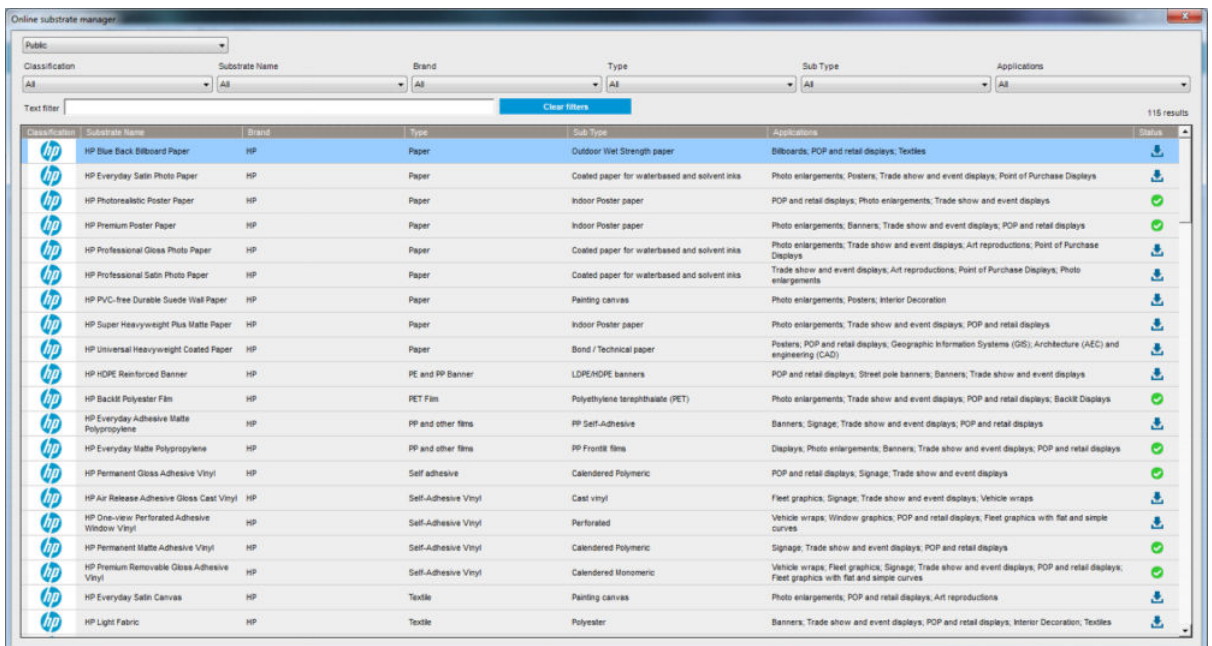 Online substrate manager
Public
Classification Substrate Name Brand Type Sub Type Applications
All All All All All All
Text filter Clear filters
115 results
Classification Substrate Name Brand Type Sub Type Applications Status
hp HP Blue Back Billboard Paper HP Paper Outdoor Wet Strength paper Billboards; POP and retail displays; Textiles
hp HP Everyday Satin Photo Paper HP Paper Coated paper for waterbased and solvent inks Photo enlargements; Posters; Trade show and event displays; Point of Purchase Displays
hp HP Photorealistic Poster Paper HP Paper Indoor Poster paper POP and retail displays; Photo enlargements; Trade show and event displays
hp HP Premium Poster Paper HP Paper Indoor Poster paper Photo enlargements; Banners; Trade show and event displays; POP and retail displays
hp HP Professional Gloss Photo Paper HP Paper Coated paper for waterbased and solvent inks Photo enlargements; Trade show and event displays; Art reproductions; Point of Purchase
Displays
hp HP Professional Satin Photo Paper HP Paper Coated paper for waterbased and solvent inks Trade show and event displays; Art reproductions; Point of Purchase Displays; Photo
enlargements
hp HP PVC-free Durable Suede Wall Paper HP Paper Painting canvas Photo enlargements; Posters; Interior Decoration
hp HP Super Heavyweight Plus Matte Paper HP Paper Indoor Poster paper Photo enlargements; Trade show and event displays; POP and retail displays
hp HP Universal Heavyweight Coated Paper HP Paper Bond / Technical paper Posters; POP and retail displays; Geographic Information Systems (GIS); Architecture (AEC) and
engineering (CAD)
hp HP HDPE Reinforced Banner HP PE and PP Banner LDPE/HDPE banners POP and retail displays; Street pole banners; Banners; Trade show and event displays
hp HP Backlit Polyester Film HP PET Film Polyethylene terephthalate (PET) Photo enlargements; Trade show and event displays; POP and retail displays; Backlit Displays
hp HP Everyday Adhesive Matte
Polypropylene HP PP and other films PP Self-Adhesive Banners; Signage; Trade show and event displays; POP and retail displays
hp HP Everyday Matte Polypropylene HP PP and other films PP Frontlit films Displays; Photo enlargements; Banners; Trade show and event displays; POP and retail displays
hp HP Permanent Gloss Adhesive Vinyl HP Self adhesive Calendered Polymeric POP and retail displays; Signage; Trade show and event displays
hp HP Air Release Adhesive Gloss Cast Vinyl HP Self-Adhesive Vinyl Cast vinyl Fleet graphics; Signage; Trade show and event displays; Vehicle wraps
hp HP One-view Perforated Adhesive
Window Vinyl HP Self-Adhesive Vinyl Perforated Vehicle wraps; Window graphics; POP and retail displays; Fleet graphics with flat and simple
curves
hp HP Permanent Matte Adhesive Vinyl HP Self-Adhesive Vinyl Calendered Polymeric Signage; Trade show and event displays; POP and retail displays
hp HP Premium Removable Gloss Adhesive
Vinyl HP Self-Adhesive Vinyl Calendered Monomeric Vehicle wraps; Fleet graphics; Signage; Trade show and event displays; POP and retail displays;
Fleet graphics with flat and simple curves
hp HP Everyday Satin Canvas HP Textile Painting canvas Photo enlargements; POP and retail displays; Art reproductions
hp HP Light Fabric HP Textile Polyester Banners; Trade show and event displays; POP and retail displays; Interior Decoration; Textiles